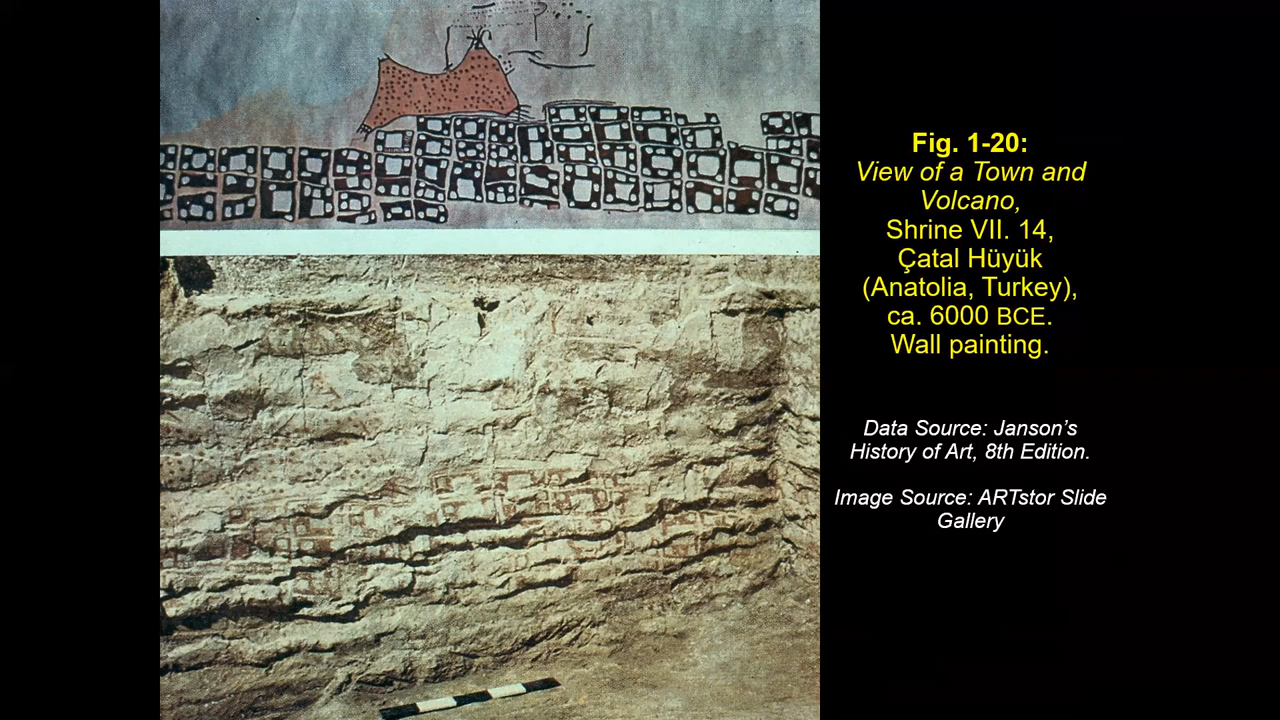 Fig. 1-20:
View of a Town and
Volcano,
Shrine VII. 14,
Çatal Hüyük
(Anatolia, Turkey),
ca. 6000 BCE.
Wall painting.
Data Source: Janson’s
History of Art, 8th Edition.
Image Source: ARTstor Slide
Gallery